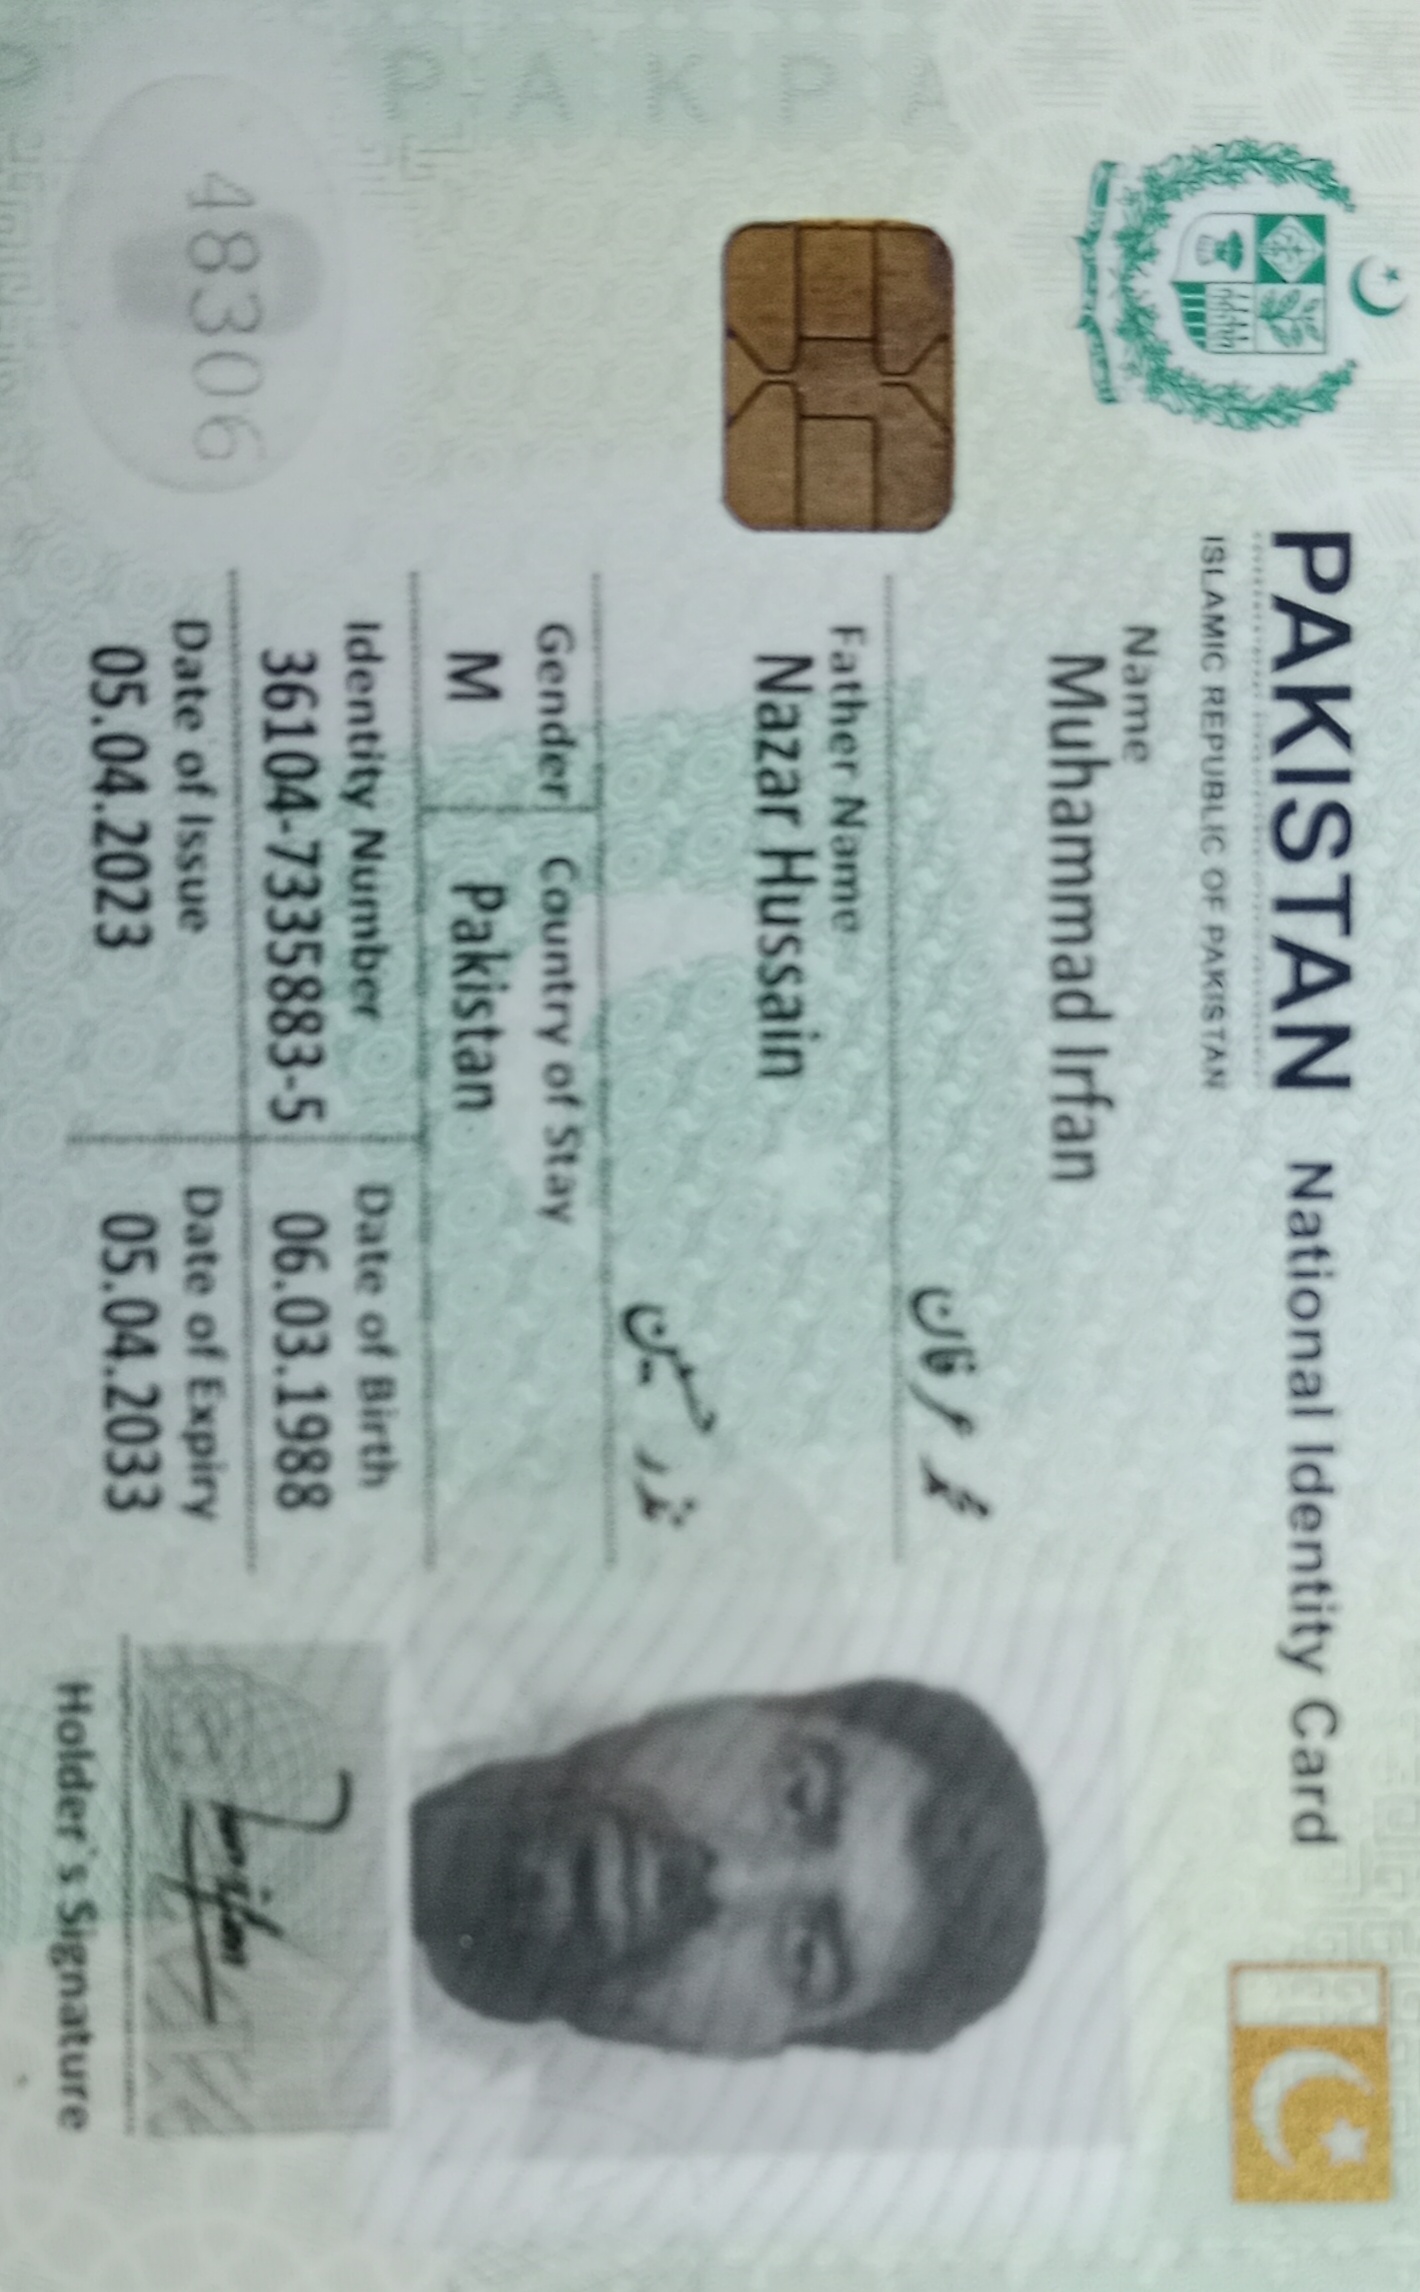 PAKISTAN National Identity Card
ISLAMIC REPUBLIC OF PAKISTAN
Name
Muhammad Irfan
محمد عرفان
Father Name
Nazar Hussain
نذر حسین
Gender Country of Stay
M Pakistan
Identity Number Date of Birth
36104-7335883-5 06.03.1988
Date of Issue Date of Expiry
05.04.2023 05.04.2033
Holder`s Signature
483306
PAKPA